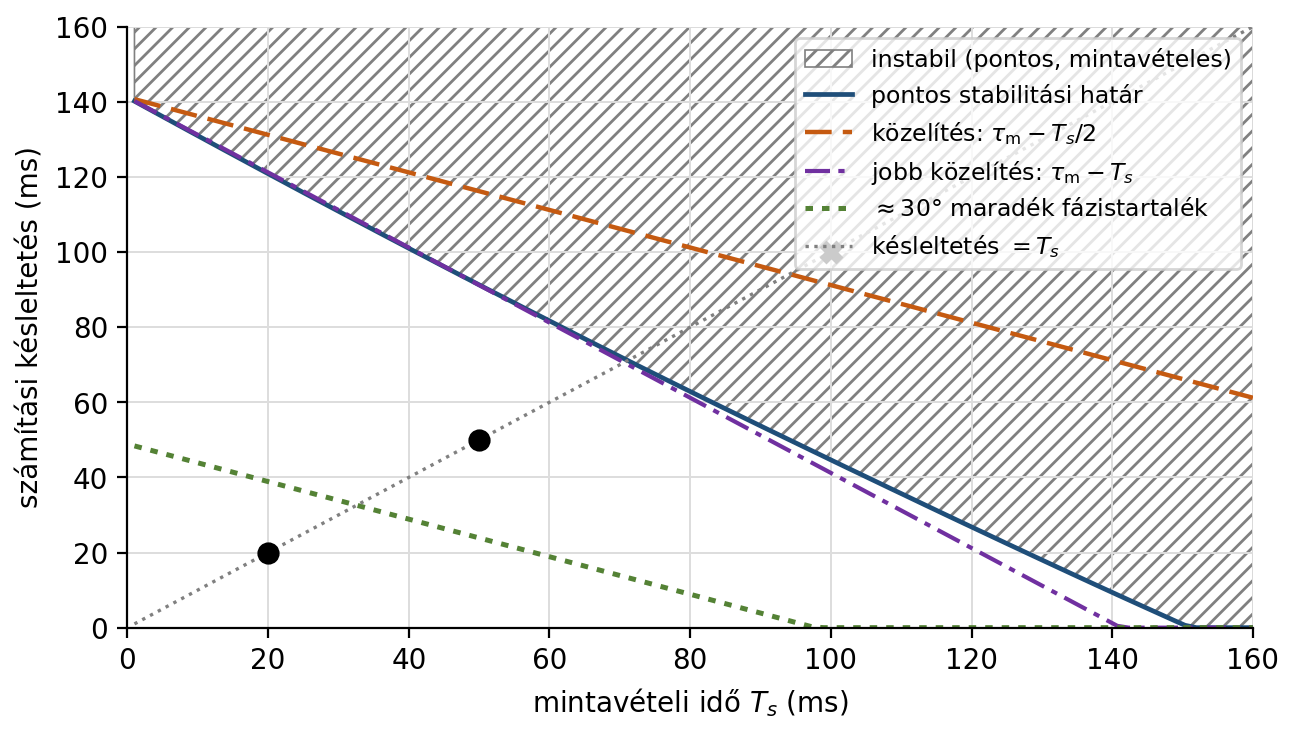 160
140
120
100
80
60
40
20
0
számítási késleltetés (ms)
instabil (pontos, mintavételes)
pontos stabilitási határ
közelítés: τₘ − Tₛ/2
jobb közelítés: τₘ − Tₛ
≈ 30° maradék fázistartalék
késleltetés = Tₛ
0 20 40 60 80 100 120 140 160
mintavételi idő Tₛ (ms)